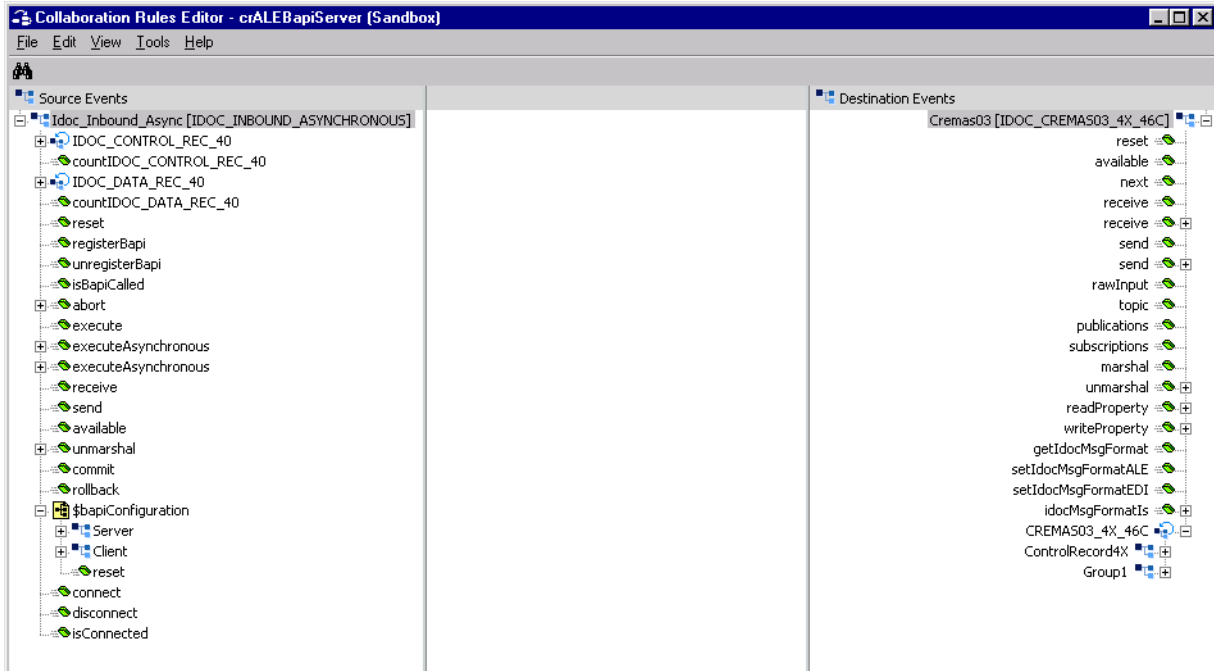 Collaboration Rules Editor - crALEBapiServer (Sandbox)
File Edit View Tools Help
Source Events
Idoc_Inbound_Async [IDOC_INBOUND_ASYNCHRONOUS]
IDOC_CONTROL_REC_40
countIDOC_CONTROL_REC_40
IDOC_DATA_REC_40
countIDOC_DATA_REC_40
reset
registerBapi
unregisterBapi
isBapiCalled
abort
execute
executeAsynchronous
executeAsynchronous
receive
send
available
unmarshal
commit
rollback
$bapiConfiguration
Server
Client
reset
connect
disconnect
isConnected
Destination Events
Cremas03 [IDOC_CREMAS03_4X_46C]
reset
available
next
receive
receive
send
send
rawInput
topic
publications
subscriptions
marshal
unmarshal
readProperty
writeProperty
getIdocMsgFormat
setIdocMsgFormatALE
setIdocMsgFormatEDI
idocMsgFormatIs
CREMAS03_4X_46C
ControlRecord4X
Group1